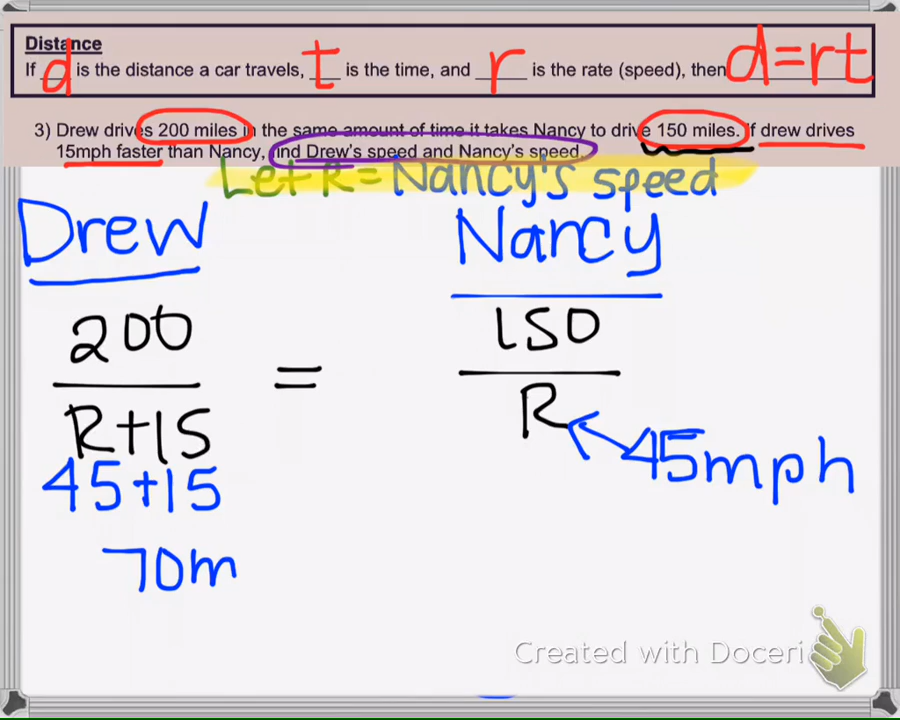 Distance
If d is the distance a car travels, t is the time, and r is the rate (speed), then d=rt
3) Drew drives 200 miles in the same amount of time it takes Nancy to drive 150 miles. If drew drives
15mph faster than Nancy, find Drew's speed and Nancy's speed.
Let R = Nancy's speed
Drew Nancy
200 150
=
R+15 R
45+15 45mph
70m
Created with Doceri